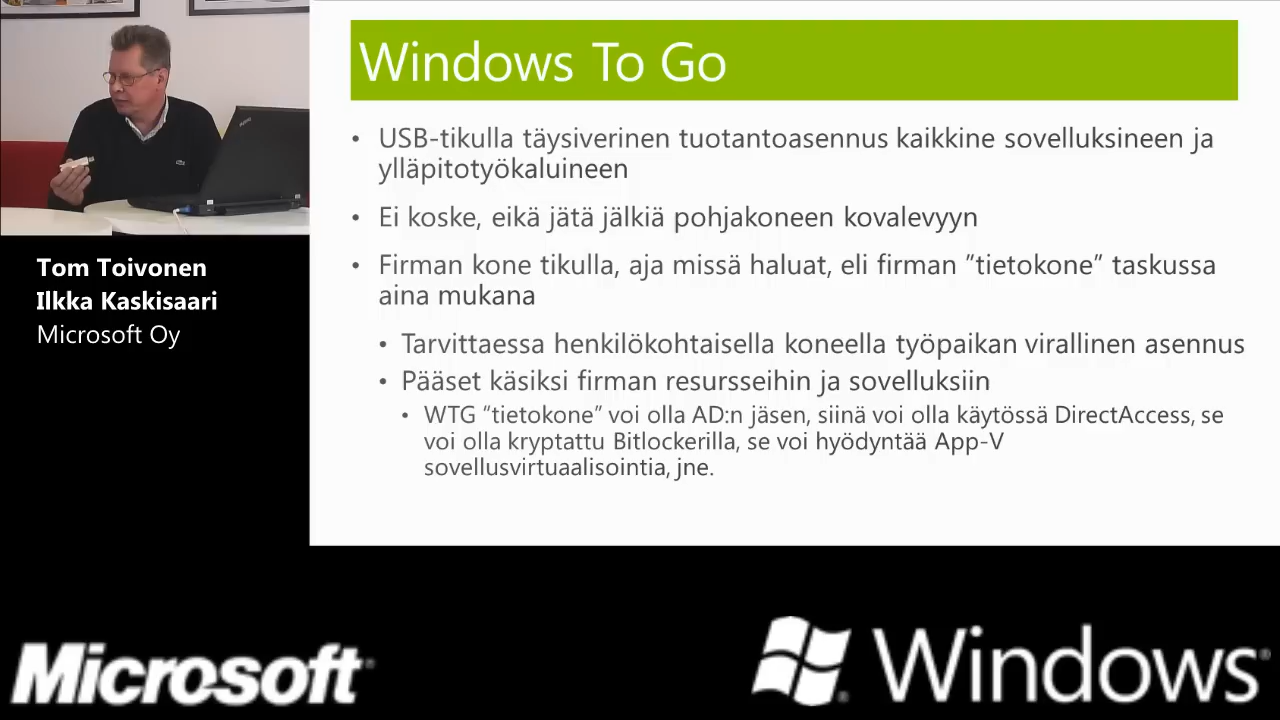 Windows To Go
• USB-tikulla täysiverinen tuotantoasennus kaikkine sovelluksineen ja
ylläpitotyökaluineen
• Ei koske, eikä jätä jälkiä pohjakoneen kovalevyyn
• Firman kone tikulla, aja missä haluat, eli firman ”tietokone” taskussa
aina mukana
• Tarvittaessa henkilökohtaisella koneella työpaikan virallinen asennus
• Pääset käsiksi firman resursseihin ja sovelluksiin
• WTG ”tietokone” voi olla AD:n jäsen, siinä voi olla käytössä DirectAccess, se
voi olla kryptattu Bitlockerilla, se voi hyödyntää App-V
sovellusvirtuaalisointia, jne.
Tom Toivonen
Ilkka Kaskisaari
Microsoft Oy
Microsoft®
Windows®